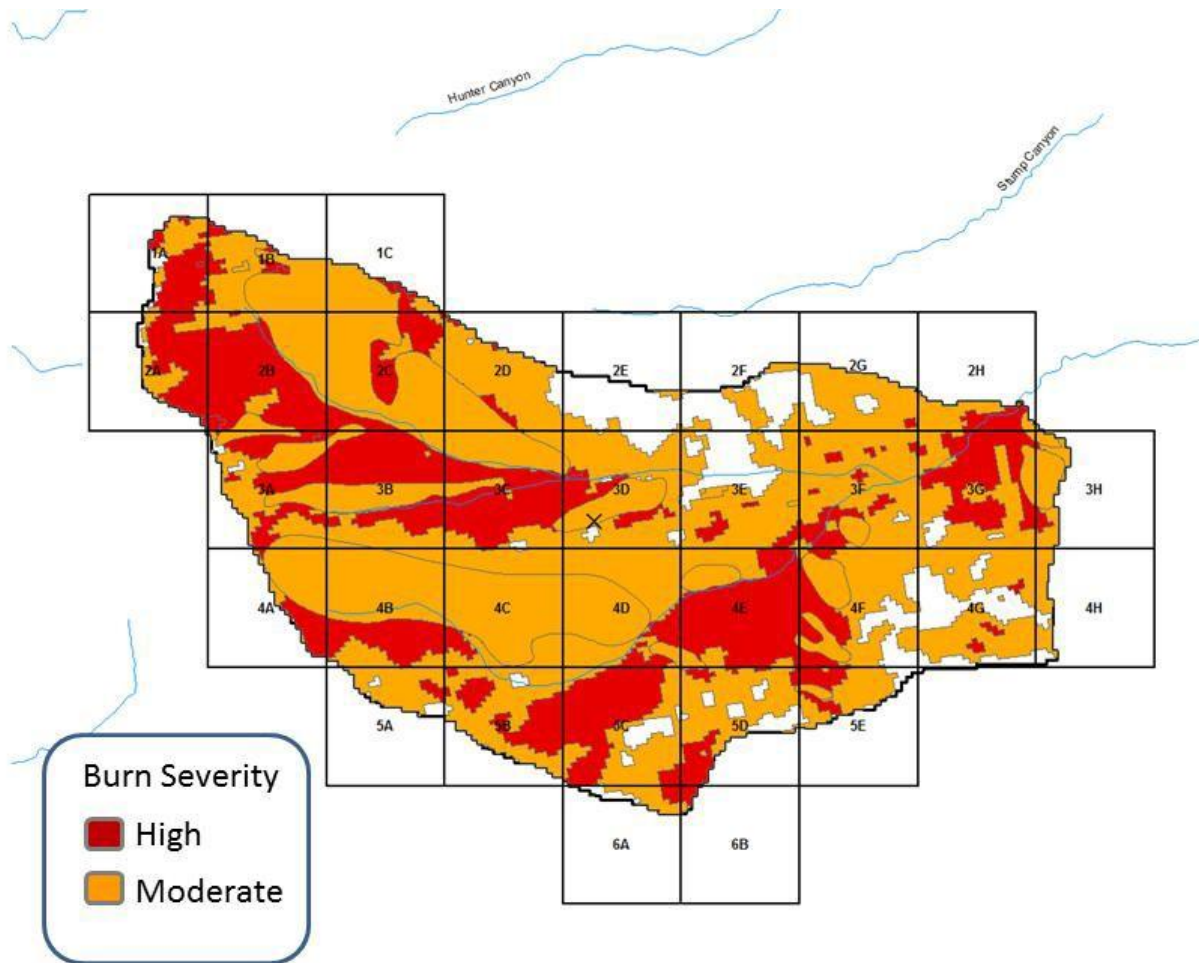 Hunter Canyon
Stump Canyon
1A
1B
1C
2A
2B
2C
2D
2E
2F
2G
2H
3A
3B
3C
3D
3E
3F
3G
3H
4A
4B
4C
4D
4E
4F
4G
4H
5A
5B
5C
5D
5E
6A
6B
Burn Severity
High
Moderate